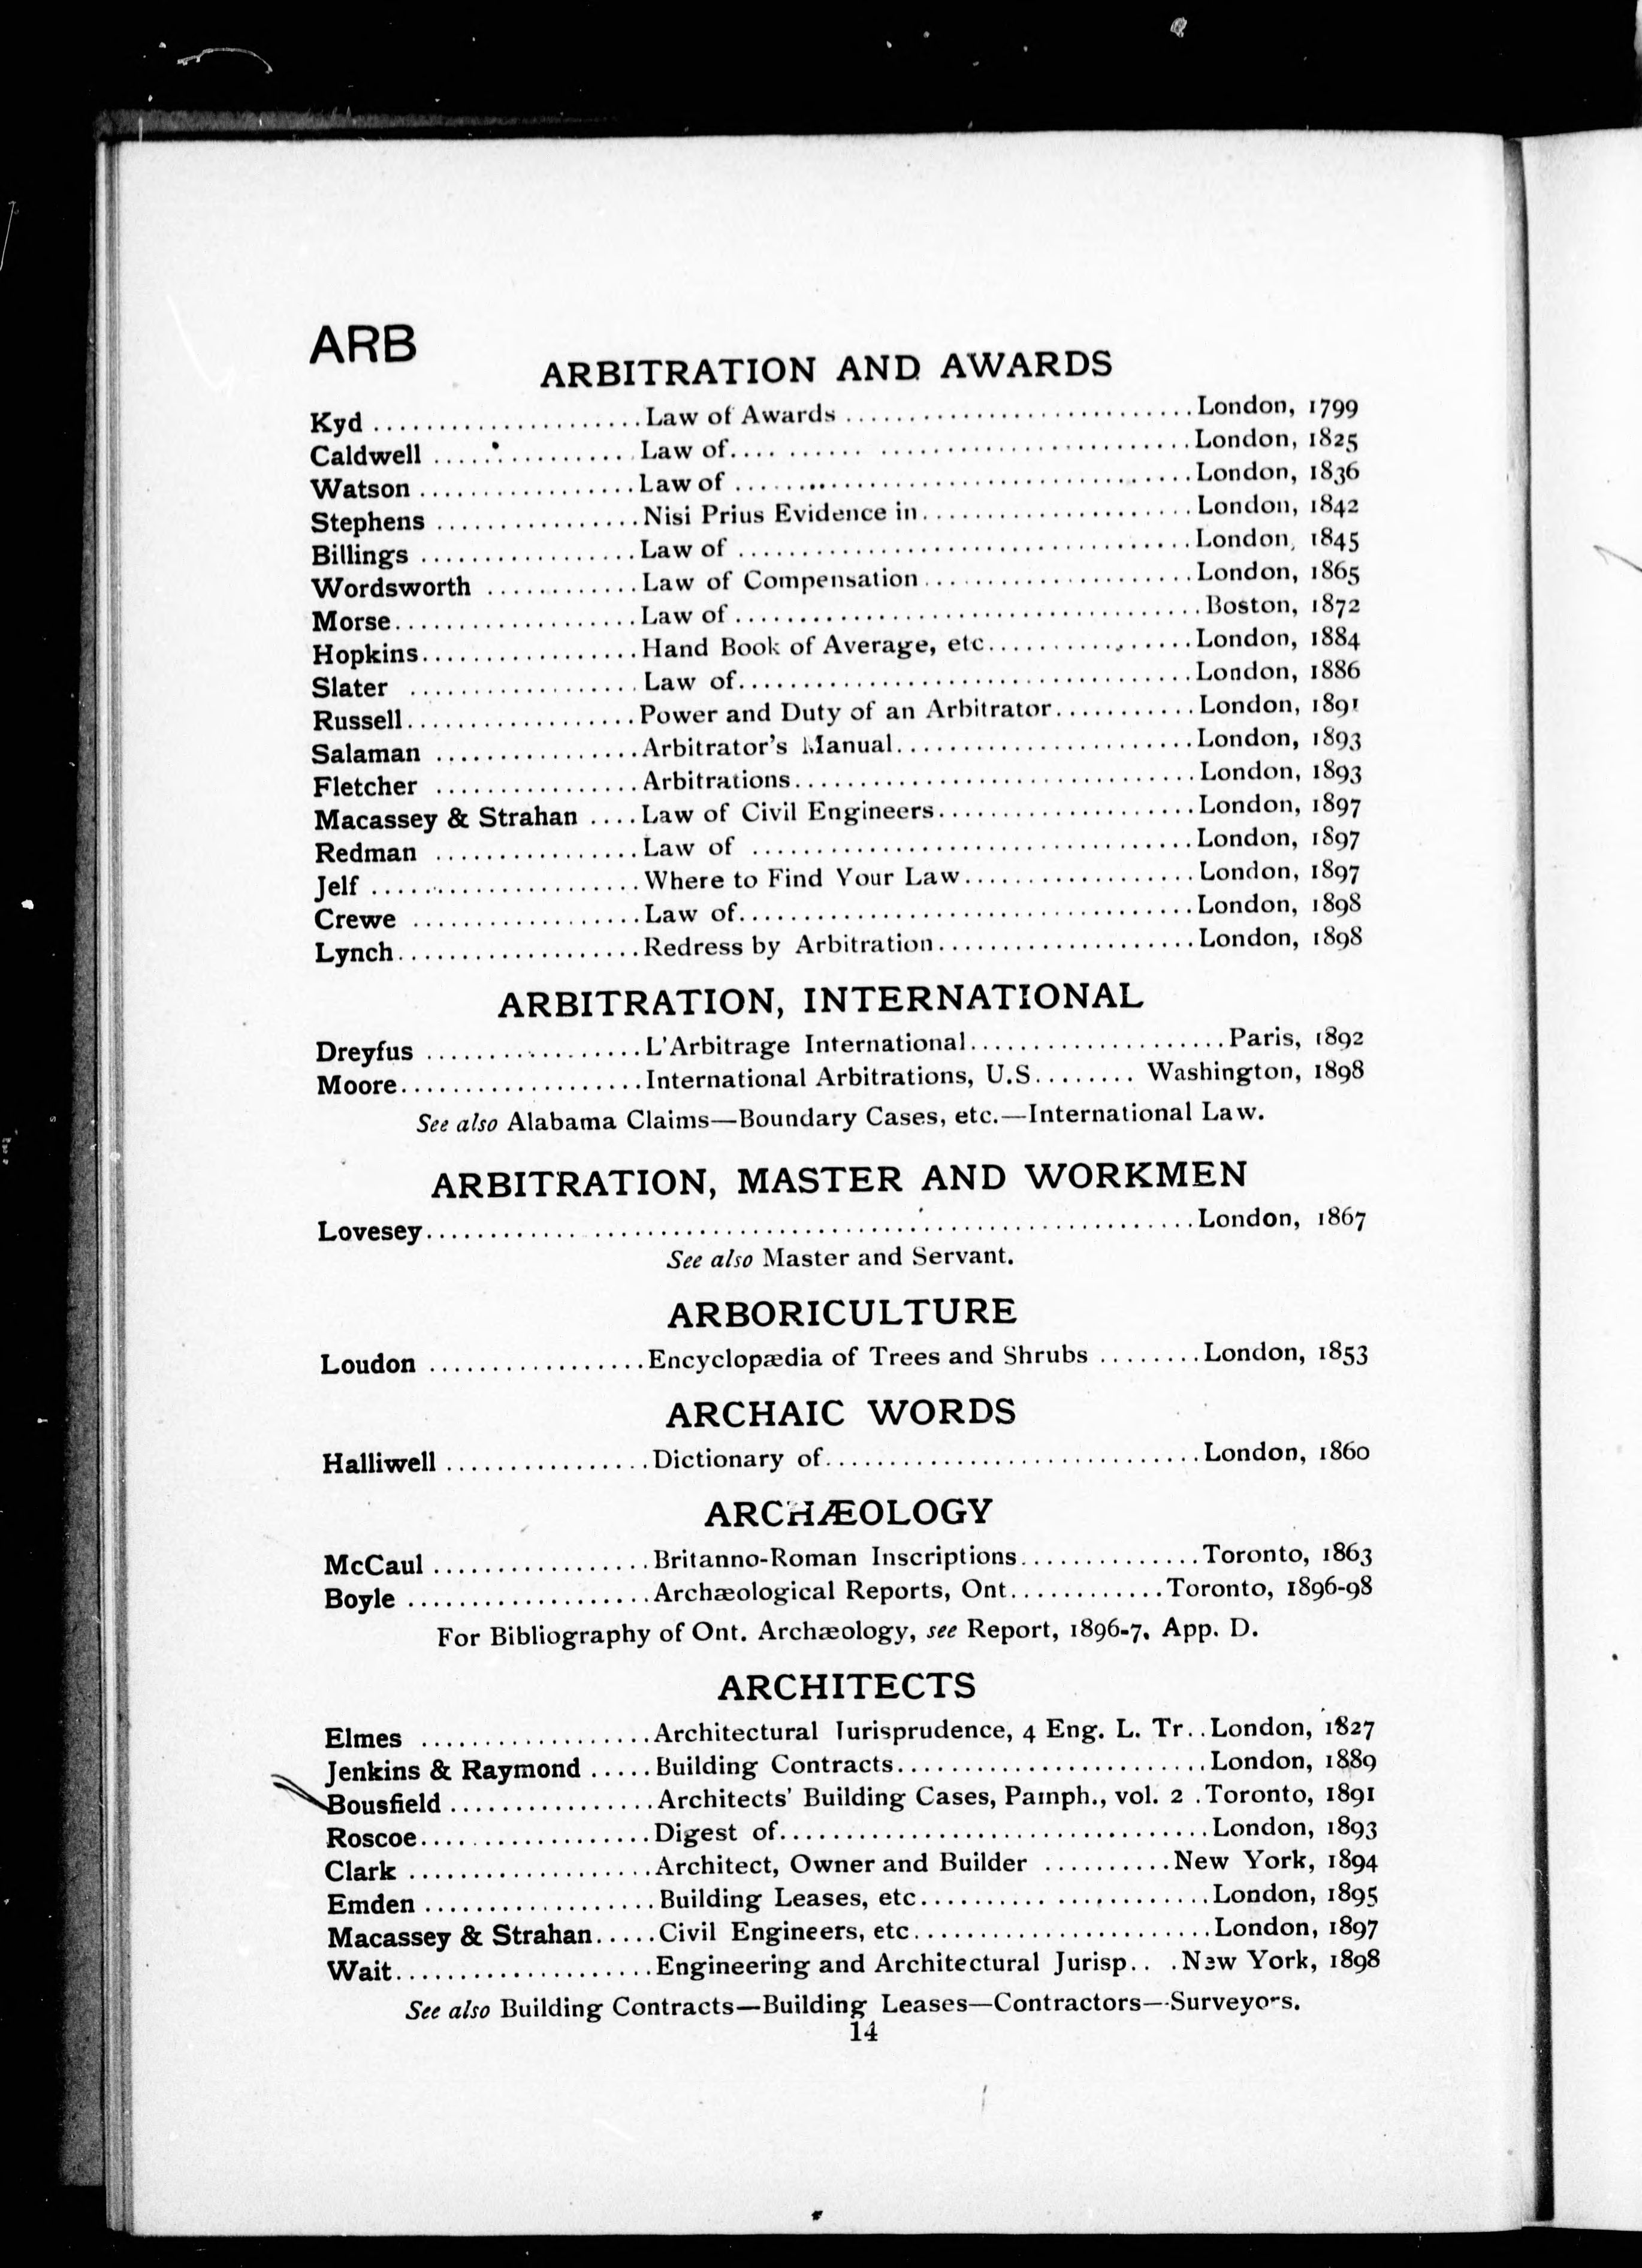 ARB
ARBITRATION AND AWARDS
Kyd ..................... Law of Awards ........................... London, 1799
Caldwell ............... Law of.................................... London, 1825
Watson ................. Law of .................................... London, 1836
Stephens ................ Nisi Prius Evidence in..................... London, 1842
Billings ................. Law of .................................... London, 1845
Wordsworth ............ Law of Compensation..................... London, 1865
Morse................... Law of ..................................... Boston, 1872
Hopkins................. Hand Book of Average, etc................ London, 1884
Slater .................. Law of.................................... London, 1886
Russell.................. Power and Duty of an Arbitrator........... London, 1891
Salaman ................ Arbitrator's Manual....................... London, 1893
Fletcher ................ Arbitrations............................... London, 1893
Macassey & Strahan .... Law of Civil Engineers.................... London, 1897
Redman ................ Law of ................................... London, 1897
Jelf ..................... Where to Find Your Law.................. London, 1897
Crewe .................. Law of.................................... London, 1898
Lynch................... Redress by Arbitration.................... London, 1898
ARBITRATION, INTERNATIONAL
Dreyfus ................. L'Arbitrage International.................... Paris, 1892
Moore................... International Arbitrations, U.S........ Washington, 1898
See also Alabama Claims—Boundary Cases, etc.—International Law.
ARBITRATION, MASTER AND WORKMEN
Lovesey............................................................ London, 1867
See also Master and Servant.
ARBORICULTURE
Loudon ................. Encyclopædia of Trees and Shrubs ........ London, 1853
ARCHAIC WORDS
Halliwell ................ Dictionary of............................. London, 1860
ARCHÆOLOGY
McCaul ................. Britanno-Roman Inscriptions.............. Toronto, 1863
Boyle ................... Archæological Reports, Ont............ Toronto, 1896-98
For Bibliography of Ont. Archæology, see Report, 1896-7, App. D.
ARCHITECTS
Elmes .................. Architectural Jurisprudence, 4 Eng. L. Tr.. London, 1827
Jenkins & Raymond ..... Building Contracts........................ London, 1889
Bousfield ................ Architects' Building Cases, Pamph., vol. 2 . Toronto, 1891
Roscoe.................. Digest of.................................. London, 1893
Clark ................... Architect, Owner and Builder .......... New York, 1894
Emden .................. Building Leases, etc....................... London, 1895
Macassey & Strahan..... Civil Engineers, etc....................... London, 1897
Wait.................... Engineering and Architectural Jurisp.. . New York, 1898
See also Building Contracts—Building Leases—Contractors—Surveyors.
14